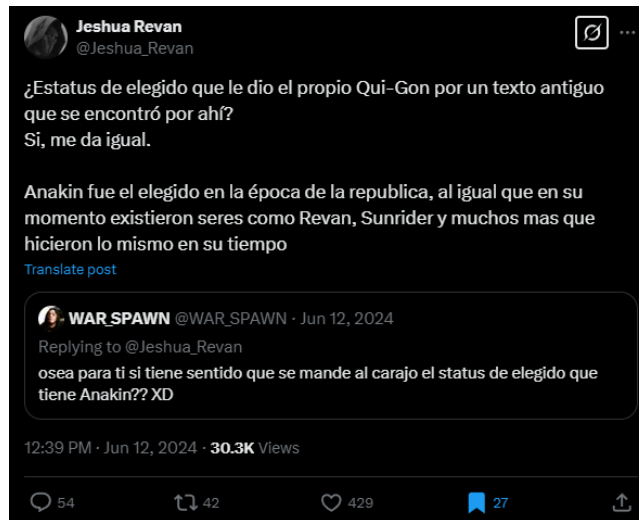 Jeshua Revan
@Jeshua_Revan
¿Estatus de elegido que le dio el propio Qui-Gon por un texto antiguo
que se encontró por ahí?
Si, me da igual.
Anakin fue el elegido en la época de la republica, al igual que en su
momento existieron seres como Revan, Sunrider y muchos mas que
hicieron lo mismo en su tiempo
Translate post
WAR_SPAWN @WAR_SPAWN · Jun 12, 2024
Replying to @Jeshua_Revan
osea para ti si tiene sentido que se mande al carajo el status de elegido que
tiene Anakin?? XD
12:39 PM · Jun 12, 2024 · 30.3K Views
54 42 429 27